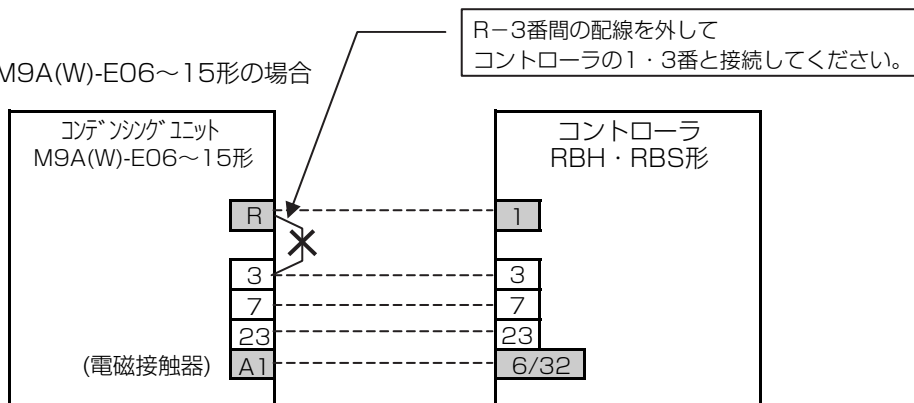 R−3番間の配線を外して
コントローラの1・3番と接続してください。
M9A(W)-E06〜15形の場合
ｺﾝﾃﾞﾝｼﾝｸﾞﾕﾆｯﾄ
M9A(W)-E06〜15形
コントローラ
RBH・RBS形
R
1
3
3
7
7
23
23
(電磁接触器)
A1
6/32